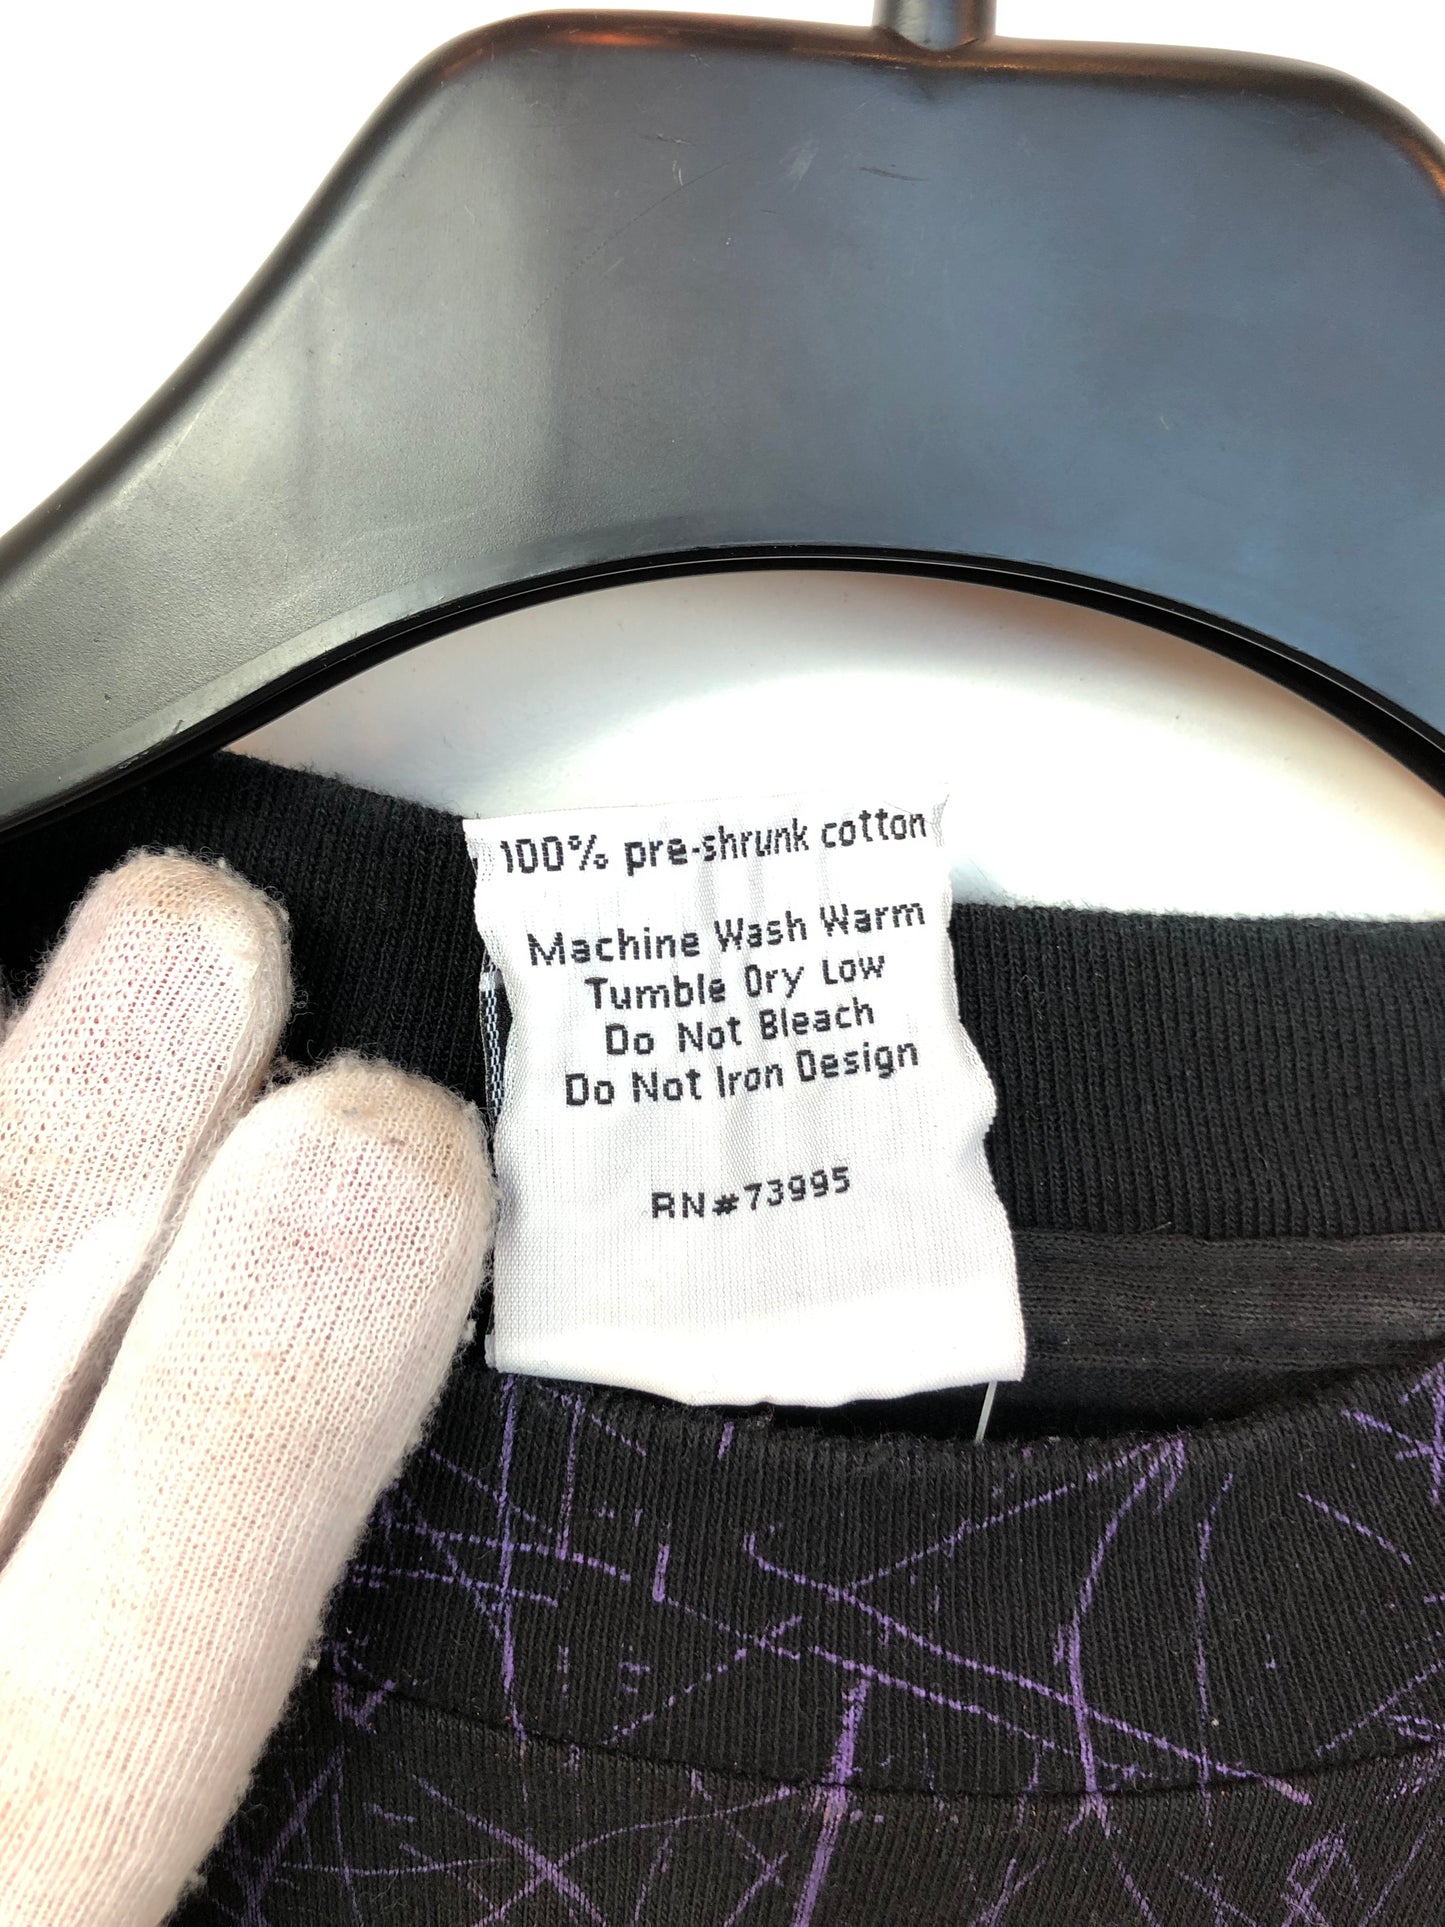 100% pre-shrunk cotton
Machine Wash Warm
Tumble Dry Low
Do Not Bleach
Do Not Iron Design
RN#73995